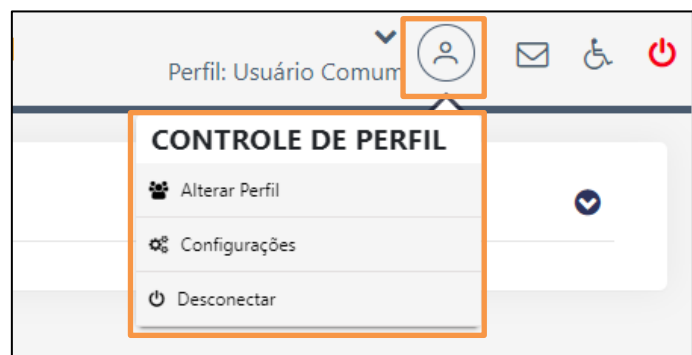 Perfil: Usuário Comum
CONTROLE DE PERFIL
Alterar Perfil
Configurações
Desconectar